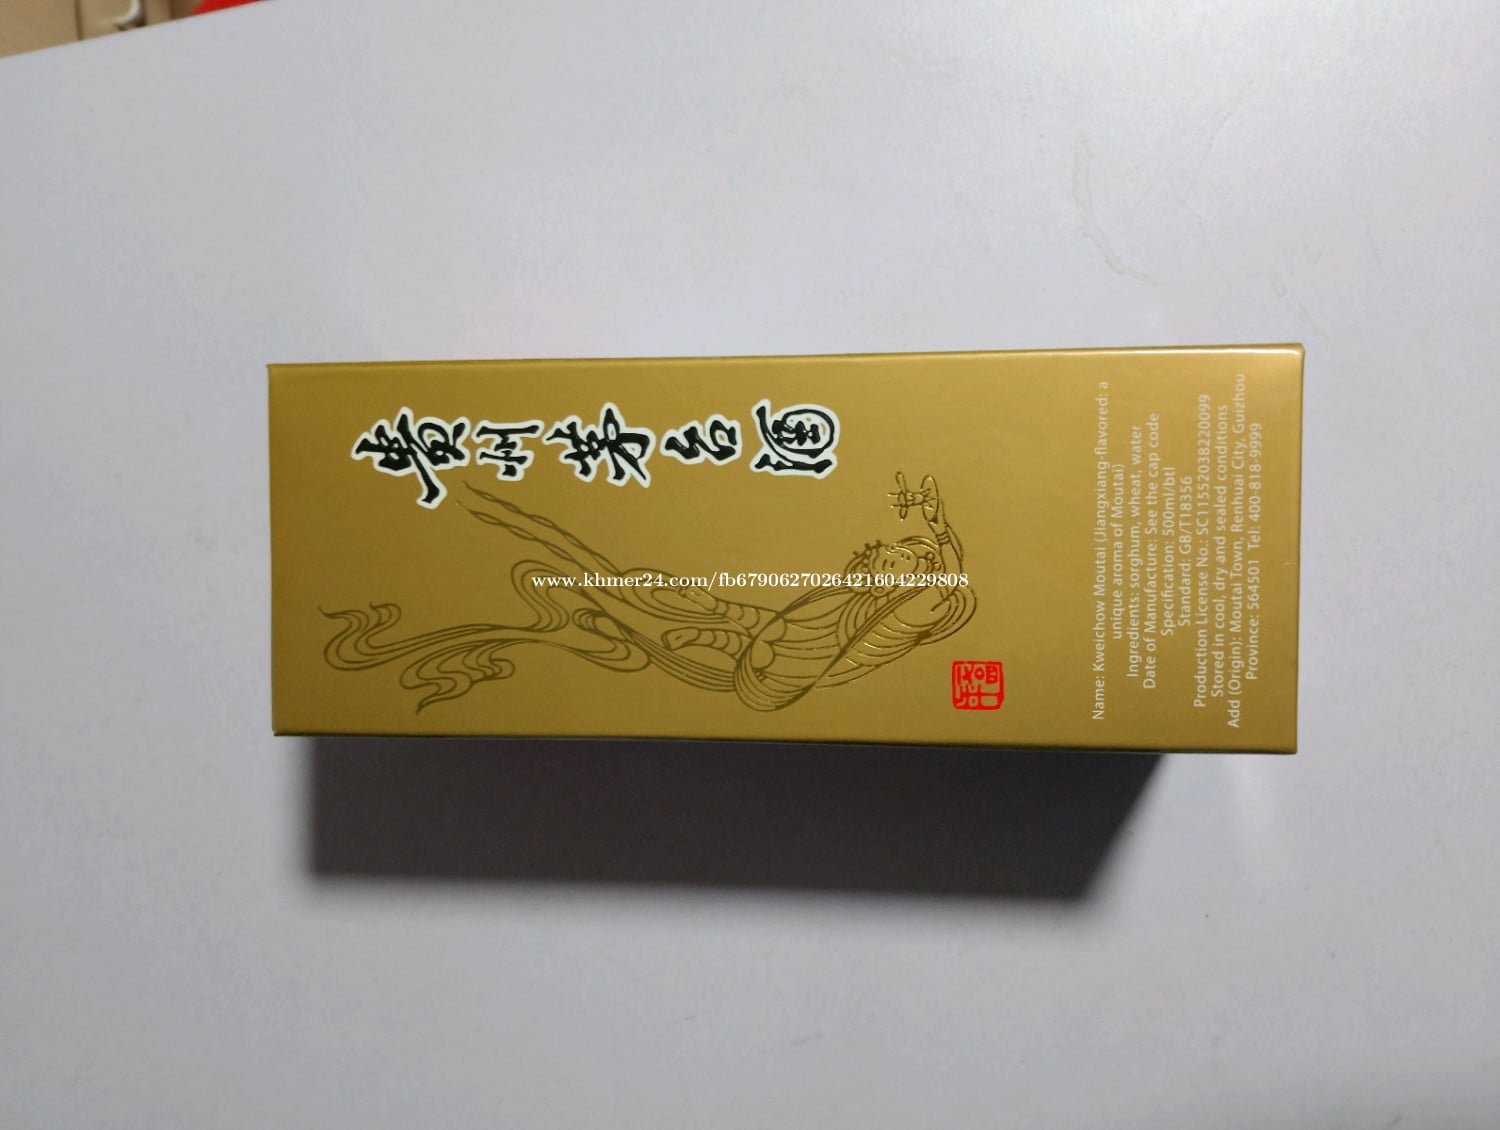 贵州茅台酒
www.khmer24.com/fb6790627026421604229808
Name: Kweichow Moutai (Jiangxiang-flavored: a
unique aroma of Moutai)
Ingredients: sorghum, wheat, water
Date of Manufacture: See the cap code
Specification: 500ml/btl
Standard: GB/T18356
Production License No.: SC11552038220099
Stored in cool, dry and sealed conditions
Add (Origin): Moutai Town, Renhuai City, Guizhou
Province: 564501 Tel: 400-818-9999